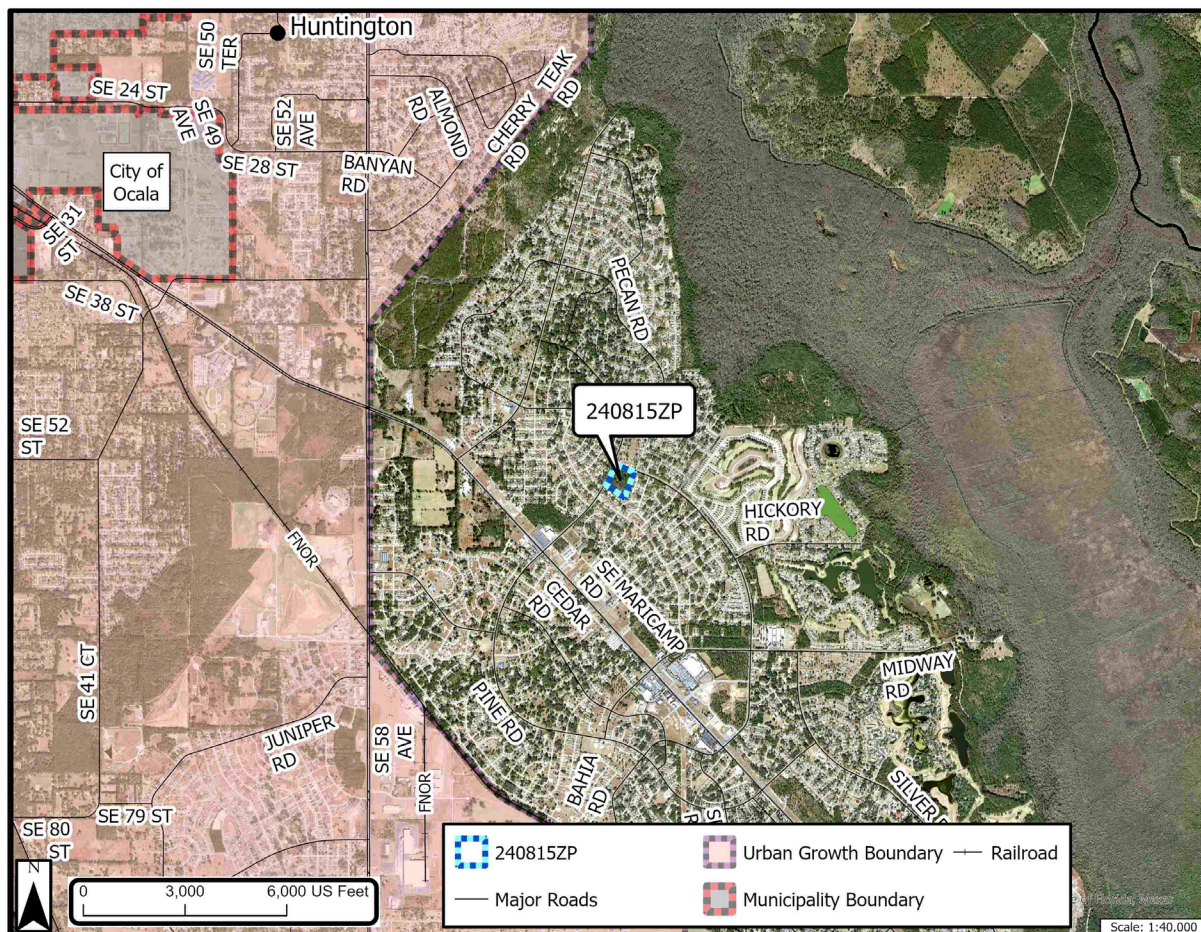 Huntington
SE 50
TER
SE 24 ST
SE 49
AVE
SE 52
AVE
SE 28 ST
BANYAN
RD
ALMOND
RD
CHERRY
RD
TEAK
RD
City of
Ocala
SE 31
ST
SE 38 ST
PECAN RD
240815ZP
SE 52
ST
HICKORY
RD
FNOR
SE MARICAMP
RD
CEDAR
RD
SE 41 CT
MIDWAY
RD
PINE RD
JUNIPER
RD
SE 58
AVE
FNOR
BAHIA
RD
SILVER
SE 80
ST
SE 79 ST
N
0 3,000 6,000 US Feet
240815ZP
Major Roads
Urban Growth Boundary
Municipality Boundary
Railroad
of Florida, Maxar
Scale: 1:40,000